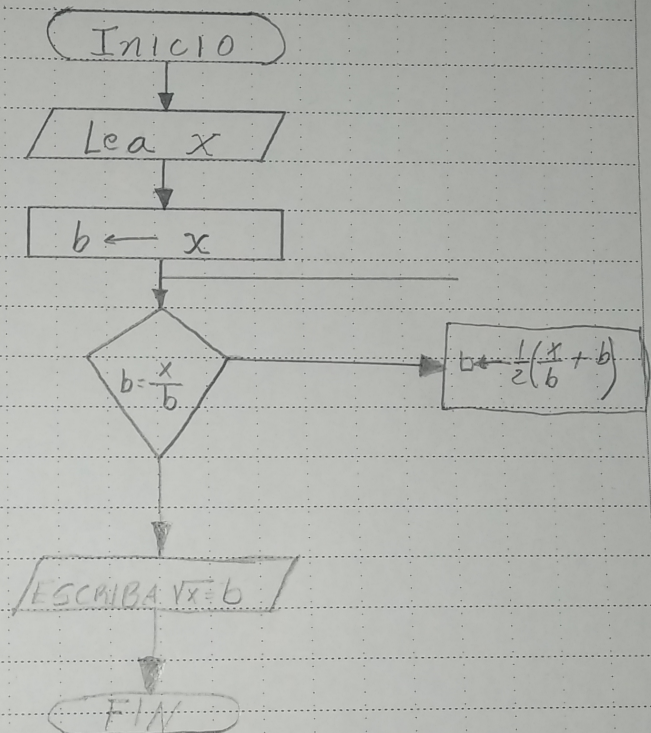 Inicio
Lea x
b ← x
b = x/b
b ← 1/2 (x/b + b)
ESCRIBA √x = b
FIN